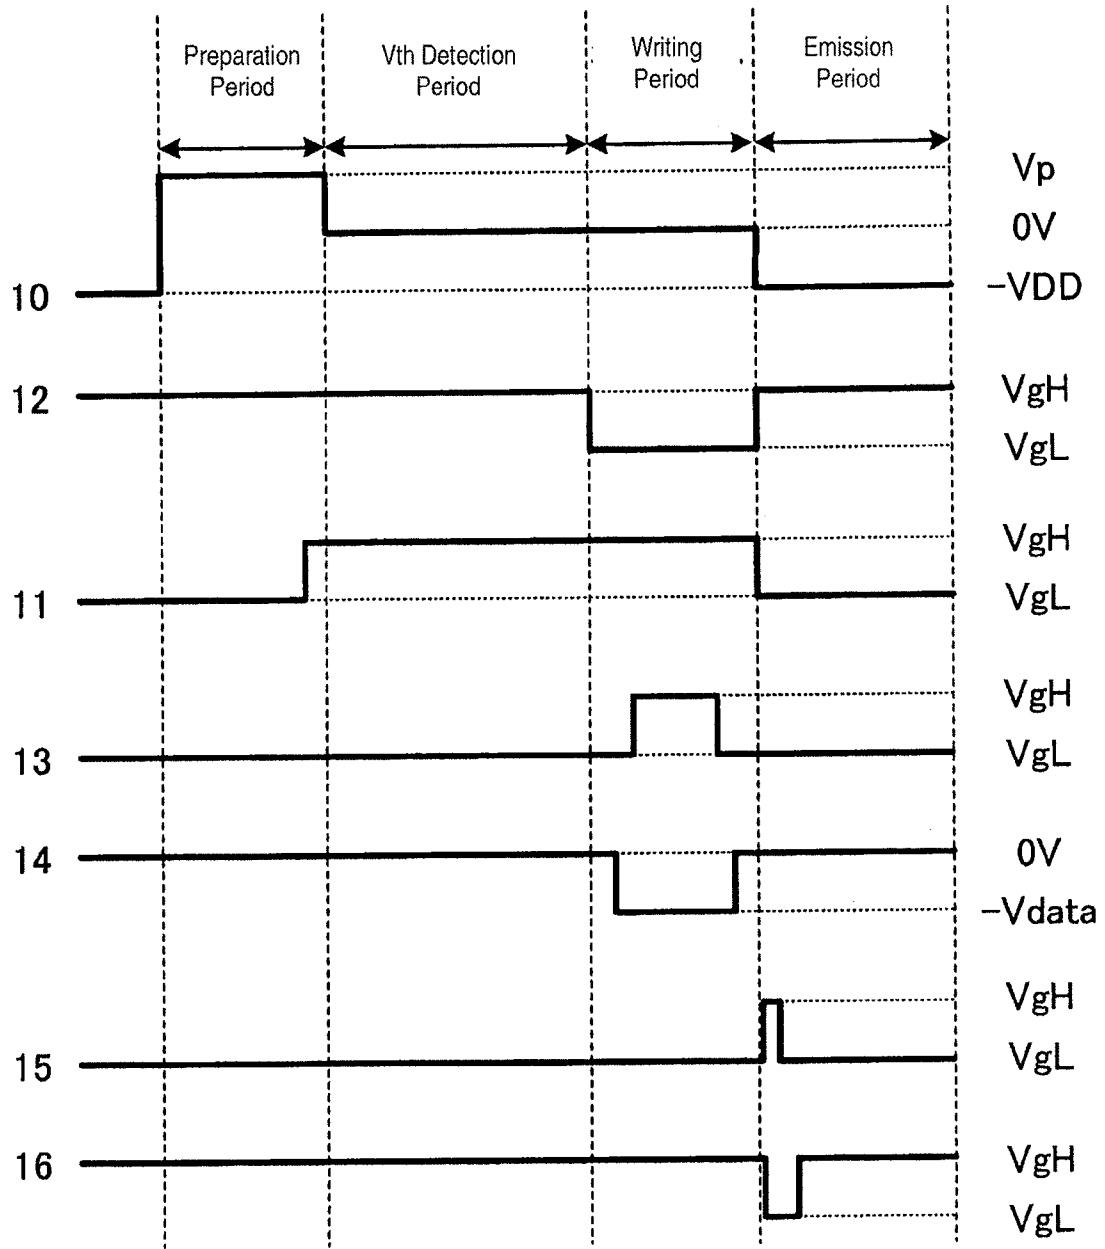 Preparation
Period
Vth Detection
Period
Writing
Period
Emission
Period
Vp
0V
10
-VDD
12
VgH
VgL
VgH
11
VgL
VgH
13
VgL
14
0V
-Vdata
VgH
15
VgL
16
VgH
VgL